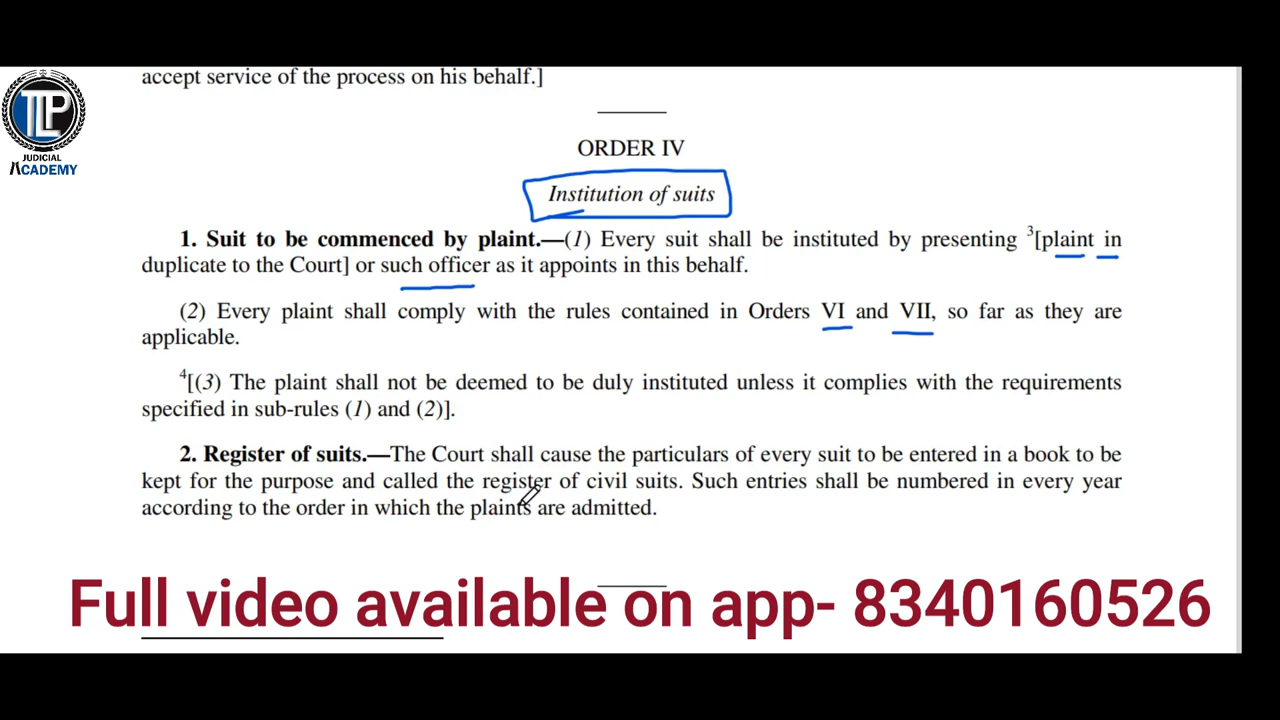 accept service of the process on his behalf.]
TLP
JUDICIAL
ACADEMY
ORDER IV
Institution of suits
1. Suit to be commenced by plaint.—(1) Every suit shall be instituted by presenting 3[plaint in
duplicate to the Court] or such officer as it appoints in this behalf.
(2) Every plaint shall comply with the rules contained in Orders VI and VII, so far as they are
applicable.
4[(3) The plaint shall not be deemed to be duly instituted unless it complies with the requirements
specified in sub-rules (1) and (2)].
2. Register of suits.—The Court shall cause the particulars of every suit to be entered in a book to be
kept for the purpose and called the register of civil suits. Such entries shall be numbered in every year
according to the order in which the plaints are admitted.
Full video available on app- 8340160526